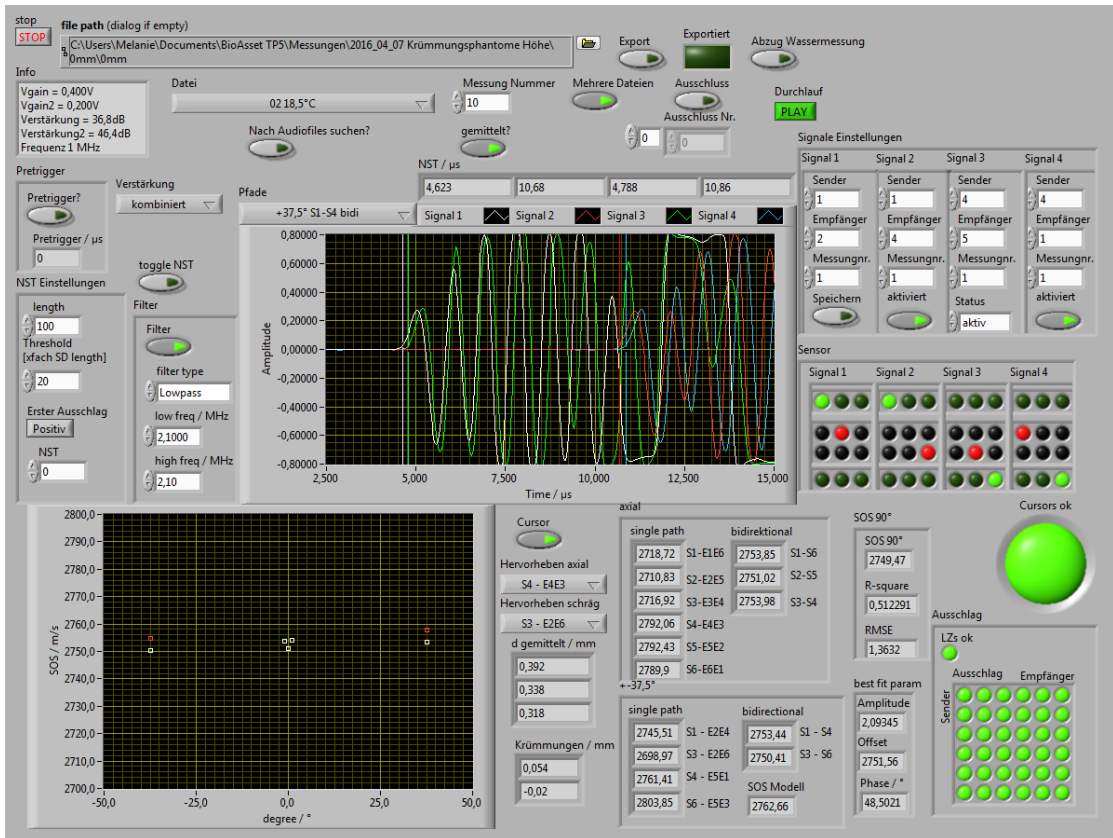 stop
STOP
file path (dialog if empty)
C:\Users\Melanie\Documents\BioAsset TP5\Messungen\2016_04_07 Krümmungsphantome Höhe\
0mm\0mm
Export
Exportiert
Abzug Wassermessung
Info
Vgain = 0,400V
Vgain2 = 0,200V
Verstärkung = 36,8dB
Verstärkung2 = 46,4dB
Frequenz 1 MHz
Datei
02 18,5°C
Messung Nummer
10
Mehrere Dateien
Ausschluss
Durchlauf
PLAY
Nach Audiofiles suchen?
gemittelt?
Ausschluss Nr.
0
0
Pretrigger
Pretrigger?
Pretrigger / µs
0
Verstärkung
kombiniert
NST / µs
4,623
10,68
4,788
10,86
Pfade
+37,5° S1-S4 bidi
Signal 1
Signal 2
Signal 3
Signal 4
Signale Einstellungen
Signal 1
Signal 2
Signal 3
Signal 4
Sender
Sender
Sender
Sender
1
1
4
4
Empfänger
Empfänger
Empfänger
Empfänger
2
4
5
1
Messungnr.
Messungnr.
Messungnr.
Messungnr.
1
1
1
1
Speichern
aktiviert
Status
aktiv
aktiviert
NST Einstellungen
length
100
Threshold
[xfach SD length]
20
Erster Ausschlag
Positiv
NST
0
toggle NST
Filter
Filter
filter type
Lowpass
low freq / MHz
2,1000
high freq / MHz
2,10
Amplitude
0,80000
0,60000
0,40000
0,20000
0,00000
-0,20000
-0,40000
-0,60000
-0,80000
2,500
5,000
7,500
10,000
12,500
15,000
Time / µs
Sensor
Signal 1
Signal 2
Signal 3
Signal 4
SOS / m/s
2800,0
2790,0
2780,0
2770,0
2760,0
2750,0
2740,0
2730,0
2720,0
2710,0
2700,0
-50,0
-25,0
0,0
25,0
50,0
degree / °
Cursor
Hervorheben axial
S4 - E4E3
Hervorheben schräg
S3 - E2E6
d gemittelt / mm
0,392
0,338
0,318
Krümmungen / mm
0,054
-0,02
axial
single path
bidirektional
2718,72 S1-E1E6
2753,85 S1-S6
2710,83 S2-E2E5
2751,02 S2-S5
2716,92 S3-E3E4
2753,98 S3-S4
2792,06 S4-E4E3
2792,43 S5-E5E2
2789,9 S6-E6E1
+-37,5°
single path
bidirectional
2745,51 S1 - E2E4
2753,44 S1 - S4
2698,97 S3 - E2E6
2750,41 S3 - S6
2761,41 S4 - E5E1
2803,85 S6 - E5E3
SOS Modell
2762,66
SOS 90°
SOS 90°
2749,47
R-square
0,512291
RMSE
1,3632
best fit param
Amplitude
2,09345
Offset
2751,56
Phase / °
48,5021
Cursors ok
Ausschlag
LZs ok
Ausschlag
Empfänger
Sender